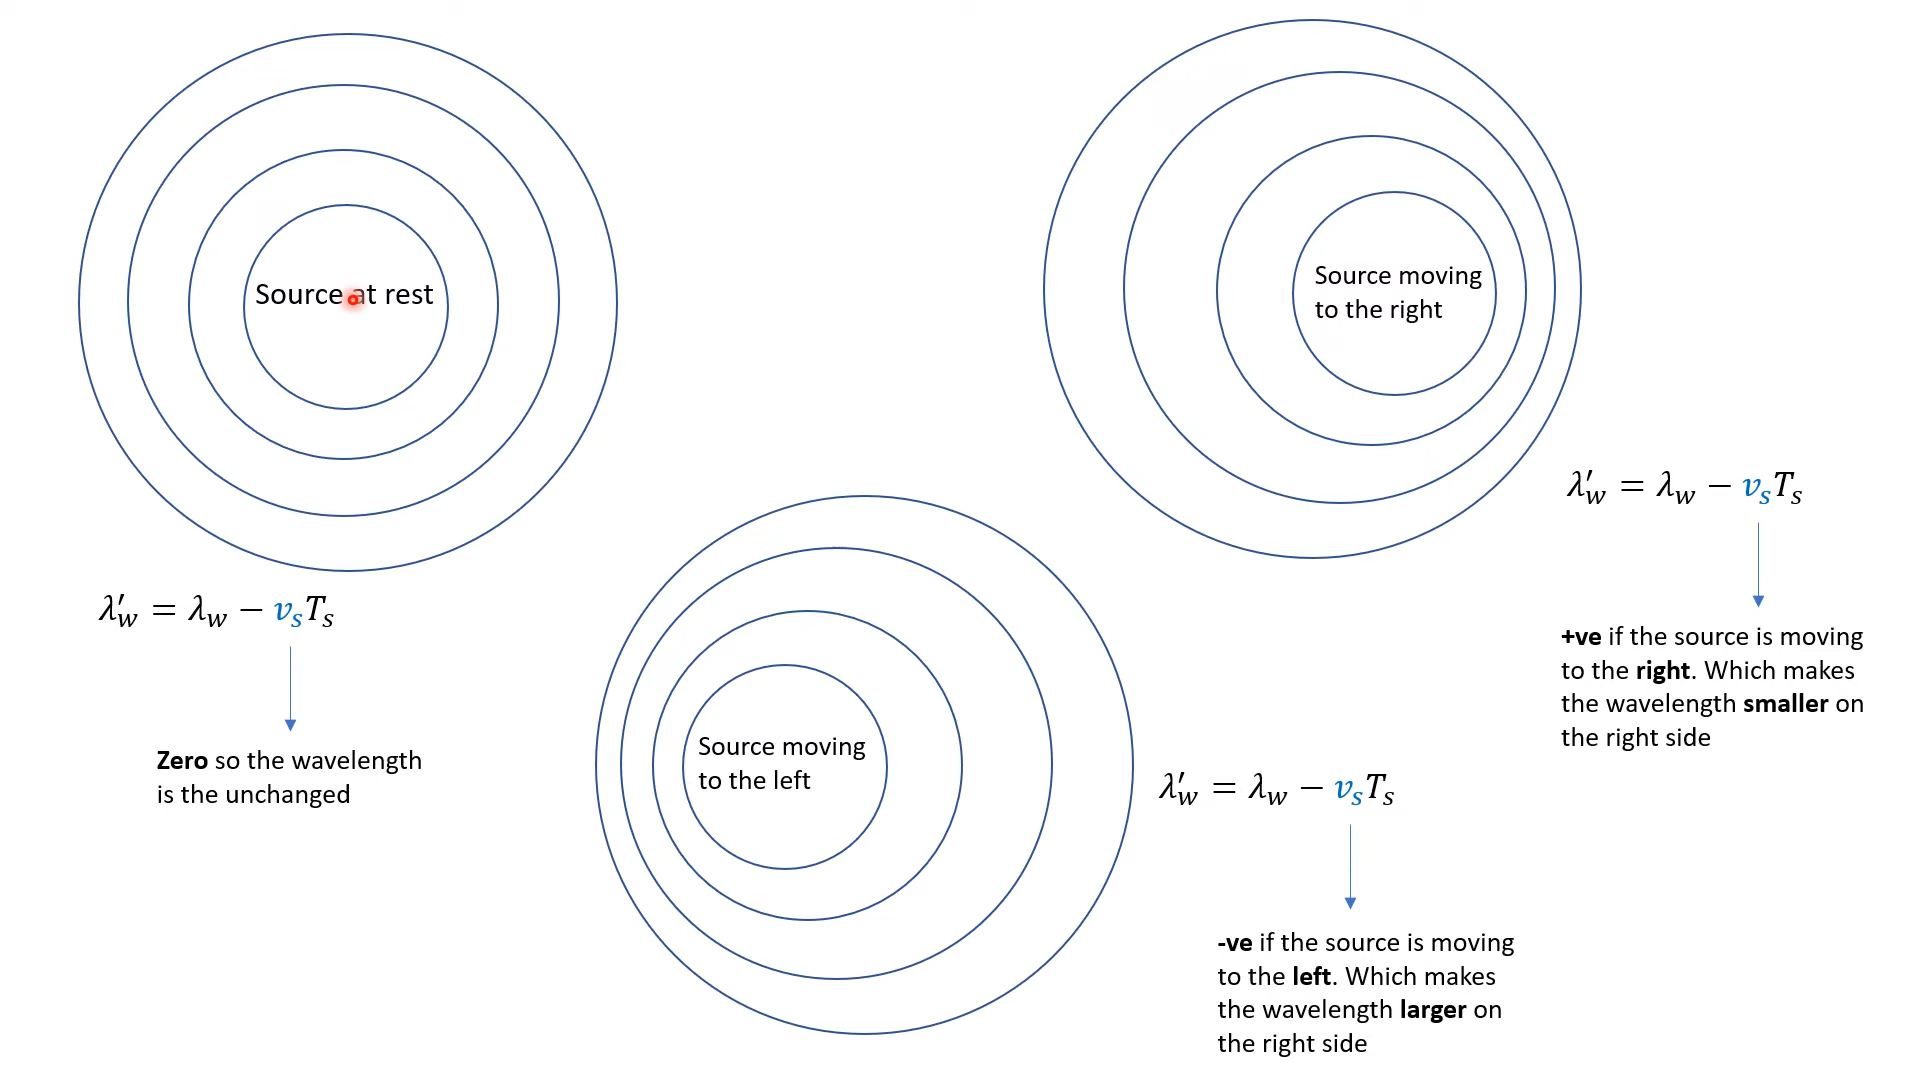 Source at rest
λ′w = λw − vsTs
Zero so the wavelength
is the unchanged
Source moving
to the left
λ′w = λw − vsTs
-ve if the source is moving
to the left. Which makes
the wavelength larger on
the right side
Source moving
to the right
λ′w = λw − vsTs
+ve if the source is moving
to the right. Which makes
the wavelength smaller on
the right side